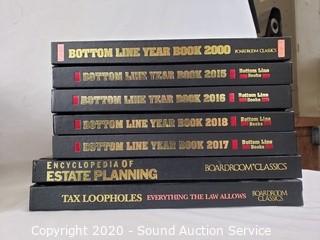 BOTTOM LINE YEAR BOOK 2000 BOARDROOM CLASSICS
BOTTOM LINE YEAR BOOK 2015 Bottom Line Books
BOTTOM LINE YEAR BOOK 2016 Bottom Line Books
BOTTOM LINE YEAR BOOK 2018 Bottom Line Books
BOTTOM LINE YEAR BOOK 2017 Bottom Line Books
ENCYCLOPEDIA OF
ESTATE PLANNING BOARDROOM CLASSICS
TAX LOOPHOLES EVERYTHING THE LAW ALLOWS BOARDROOM CLASSICS
Copyright 2020 - Sound Auction Service